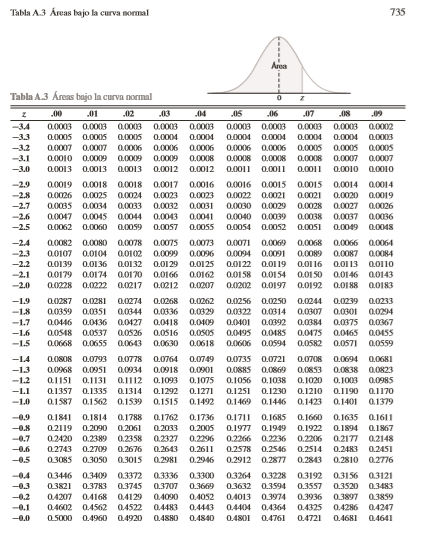 Tabla A.3 Áreas bajo la curva normal 735
Área
0 z
Tabla A.3 Áreas bajo la curva normal
z .00 .01 .02 .03 .04 .05 .06 .07 .08 .09
−3.4 0.0003 0.0003 0.0003 0.0003 0.0003 0.0003 0.0003 0.0003 0.0003 0.0002
−3.3 0.0005 0.0005 0.0005 0.0004 0.0004 0.0004 0.0004 0.0004 0.0004 0.0003
−3.2 0.0007 0.0007 0.0006 0.0006 0.0006 0.0006 0.0006 0.0005 0.0005 0.0005
−3.1 0.0010 0.0009 0.0009 0.0009 0.0008 0.0008 0.0008 0.0008 0.0007 0.0007
−3.0 0.0013 0.0013 0.0013 0.0012 0.0012 0.0011 0.0011 0.0011 0.0010 0.0010
−2.9 0.0019 0.0018 0.0018 0.0017 0.0016 0.0016 0.0015 0.0015 0.0014 0.0014
−2.8 0.0026 0.0025 0.0024 0.0023 0.0023 0.0022 0.0021 0.0021 0.0020 0.0019
−2.7 0.0035 0.0034 0.0033 0.0032 0.0031 0.0030 0.0029 0.0028 0.0027 0.0026
−2.6 0.0047 0.0045 0.0044 0.0043 0.0041 0.0040 0.0039 0.0038 0.0037 0.0036
−2.5 0.0062 0.0060 0.0059 0.0057 0.0055 0.0054 0.0052 0.0051 0.0049 0.0048
−2.4 0.0082 0.0080 0.0078 0.0075 0.0073 0.0071 0.0069 0.0068 0.0066 0.0064
−2.3 0.0107 0.0104 0.0102 0.0099 0.0096 0.0094 0.0091 0.0089 0.0087 0.0084
−2.2 0.0139 0.0136 0.0132 0.0129 0.0125 0.0122 0.0119 0.0116 0.0113 0.0110
−2.1 0.0179 0.0174 0.0170 0.0166 0.0162 0.0158 0.0154 0.0150 0.0146 0.0143
−2.0 0.0228 0.0222 0.0217 0.0212 0.0207 0.0202 0.0197 0.0192 0.0188 0.0183
−1.9 0.0287 0.0281 0.0274 0.0268 0.0262 0.0256 0.0250 0.0244 0.0239 0.0233
−1.8 0.0359 0.0351 0.0344 0.0336 0.0329 0.0322 0.0314 0.0307 0.0301 0.0294
−1.7 0.0446 0.0436 0.0427 0.0418 0.0409 0.0401 0.0392 0.0384 0.0375 0.0367
−1.6 0.0548 0.0537 0.0526 0.0516 0.0505 0.0495 0.0485 0.0475 0.0465 0.0455
−1.5 0.0668 0.0655 0.0643 0.0630 0.0618 0.0606 0.0594 0.0582 0.0571 0.0559
−1.4 0.0808 0.0793 0.0778 0.0764 0.0749 0.0735 0.0721 0.0708 0.0694 0.0681
−1.3 0.0968 0.0951 0.0934 0.0918 0.0901 0.0885 0.0869 0.0853 0.0838 0.0823
−1.2 0.1151 0.1131 0.1112 0.1093 0.1075 0.1056 0.1038 0.1020 0.1003 0.0985
−1.1 0.1357 0.1335 0.1314 0.1292 0.1271 0.1251 0.1230 0.1210 0.1190 0.1170
−1.0 0.1587 0.1562 0.1539 0.1515 0.1492 0.1469 0.1446 0.1423 0.1401 0.1379
−0.9 0.1841 0.1814 0.1788 0.1762 0.1736 0.1711 0.1685 0.1660 0.1635 0.1611
−0.8 0.2119 0.2090 0.2061 0.2033 0.2005 0.1977 0.1949 0.1922 0.1894 0.1867
−0.7 0.2420 0.2389 0.2358 0.2327 0.2296 0.2266 0.2236 0.2206 0.2177 0.2148
−0.6 0.2743 0.2709 0.2676 0.2643 0.2611 0.2578 0.2546 0.2514 0.2483 0.2451
−0.5 0.3085 0.3050 0.3015 0.2981 0.2946 0.2912 0.2877 0.2843 0.2810 0.2776
−0.4 0.3446 0.3409 0.3372 0.3336 0.3300 0.3264 0.3228 0.3192 0.3156 0.3121
−0.3 0.3821 0.3783 0.3745 0.3707 0.3669 0.3632 0.3594 0.3557 0.3520 0.3483
−0.2 0.4207 0.4168 0.4129 0.4090 0.4052 0.4013 0.3974 0.3936 0.3897 0.3859
−0.1 0.4602 0.4562 0.4522 0.4483 0.4443 0.4404 0.4364 0.4325 0.4286 0.4247
−0.0 0.5000 0.4960 0.4920 0.4880 0.4840 0.4801 0.4761 0.4721 0.4681 0.4641